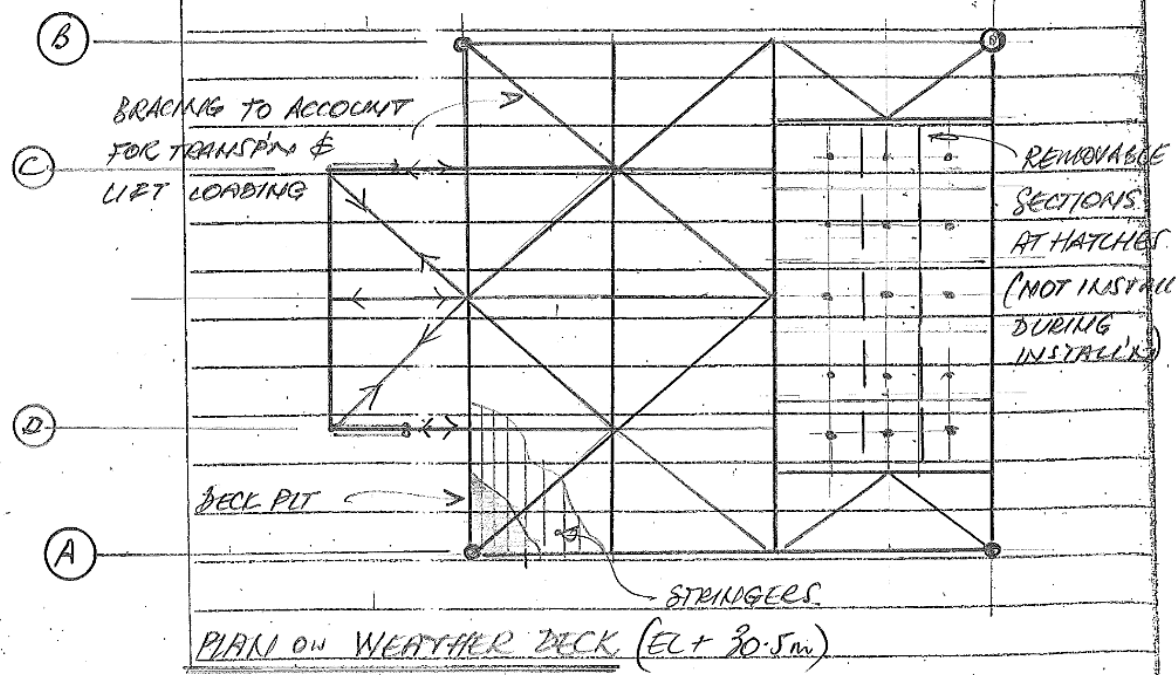 B
BRACING TO ACCOUNT
FOR TRANSP'N &
LIFT LOADING
C
REMOVABLE
SECTIONS
AT HATCHES
(NOT INSTALL
DURING
INSTALL'N)
D
DECK PLT
A
STRINGERS.
PLAN ON WEATHER DECK (EL + 30.5m)